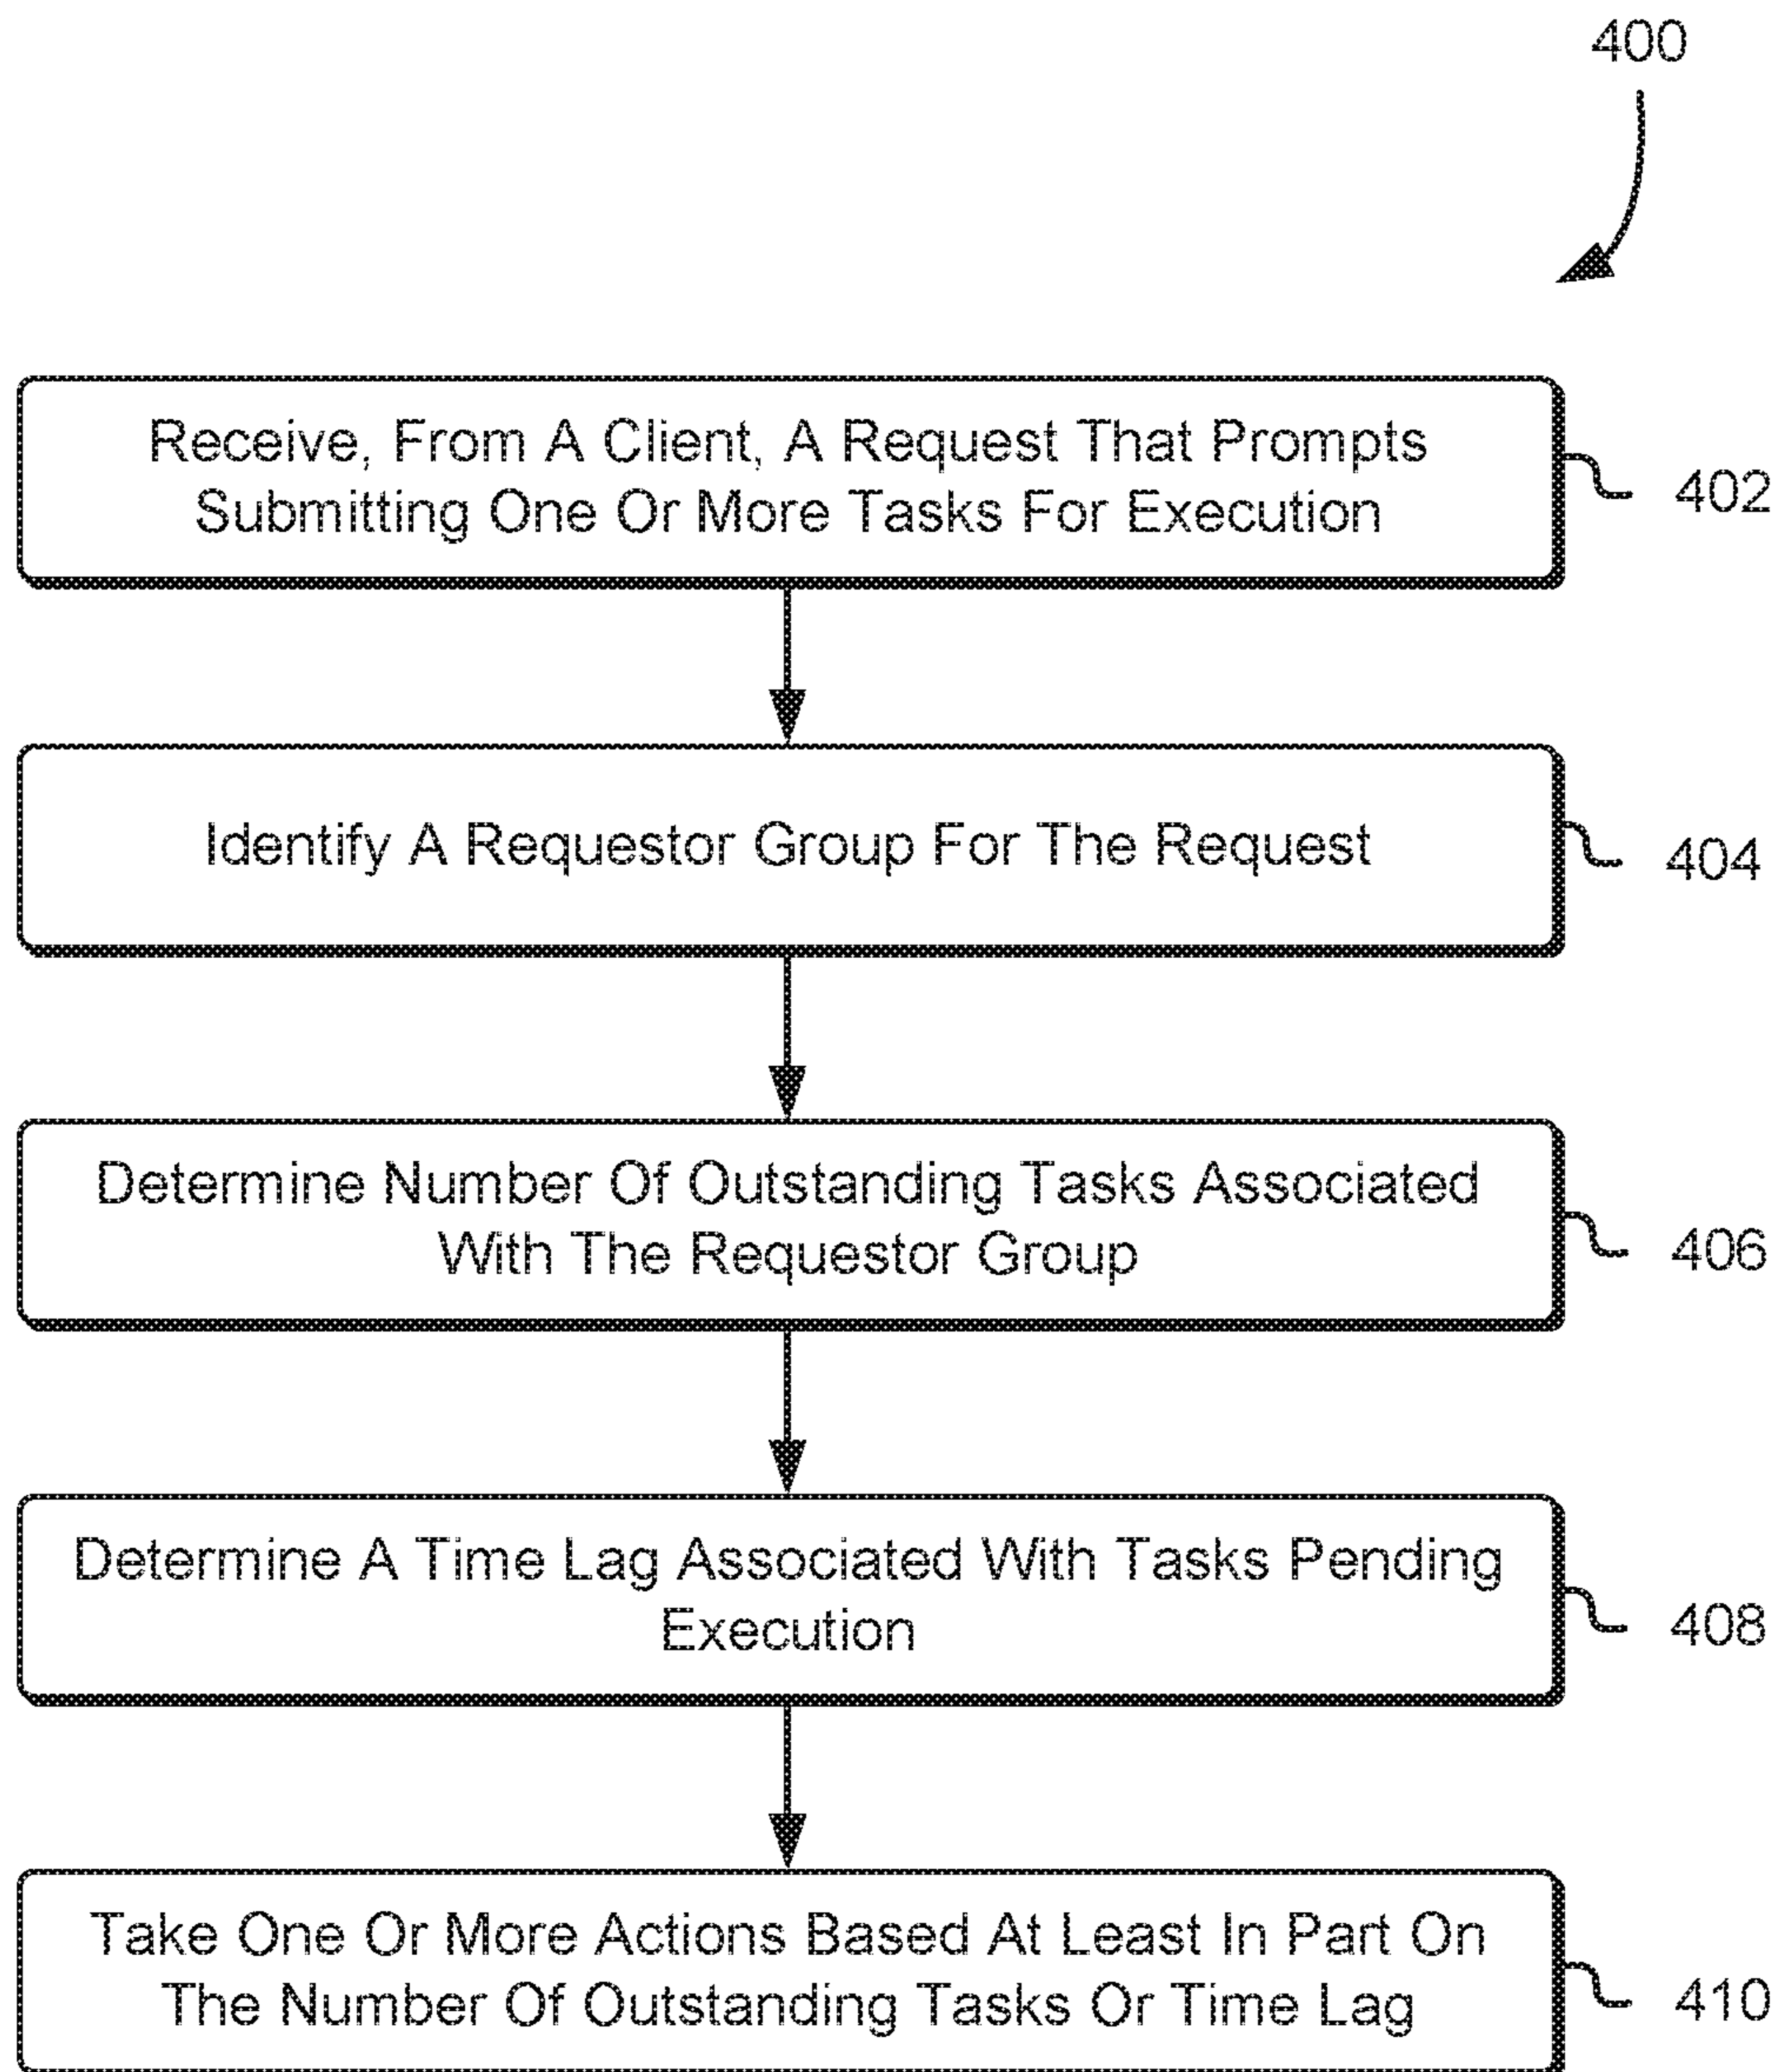 400
Receive, From A Client, A Request That Prompts
Submitting One Or More Tasks For Execution
402
Identify A Requestor Group For The Request
404
Determine Number Of Outstanding Tasks Associated
With The Requestor Group
406
Determine A Time Lag Associated With Tasks Pending
Execution
408
Take One Or More Actions Based At Least In Part On
The Number Of Outstanding Tasks Or Time Lag
410